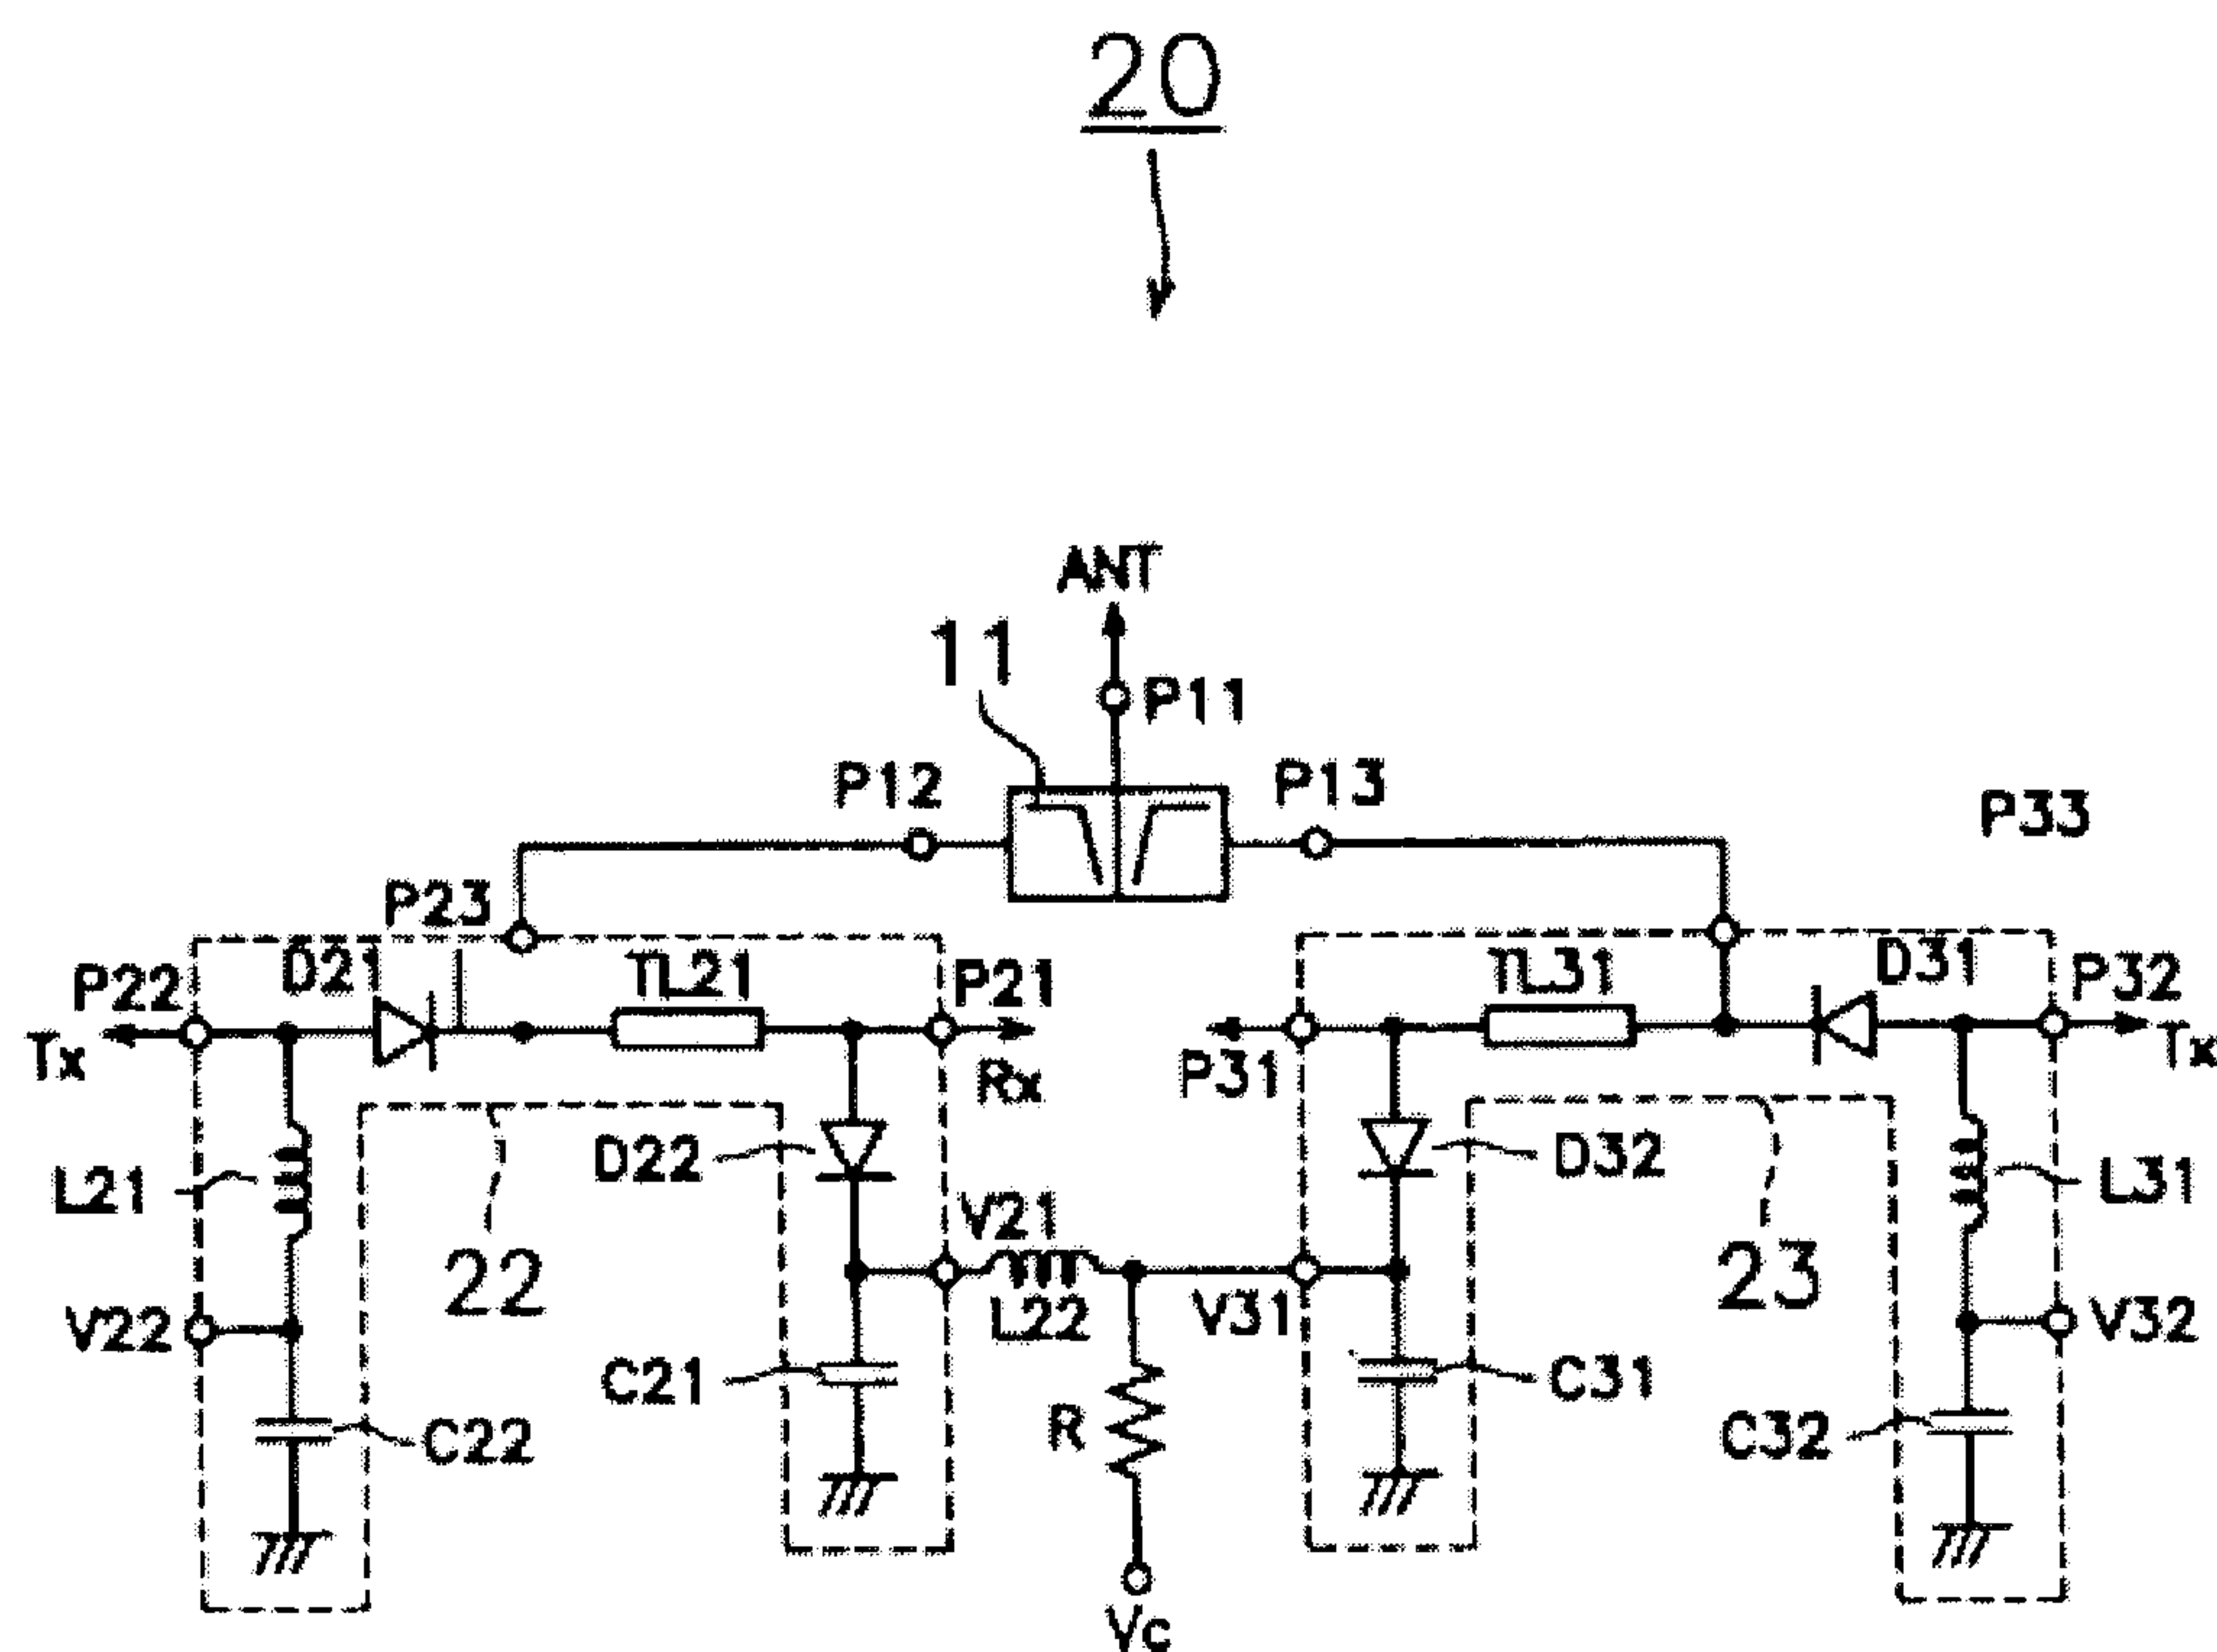 20
ANT
11
P11
P12
P13
P33
P23
D21
TL21
P22
P21
Tx
Rx
TL31
D31
P32
P31
Tx
L21
D22
D32
L31
22
V21
23
V22
L22
V31
V32
C21
C31
C22
R
C32
Vc